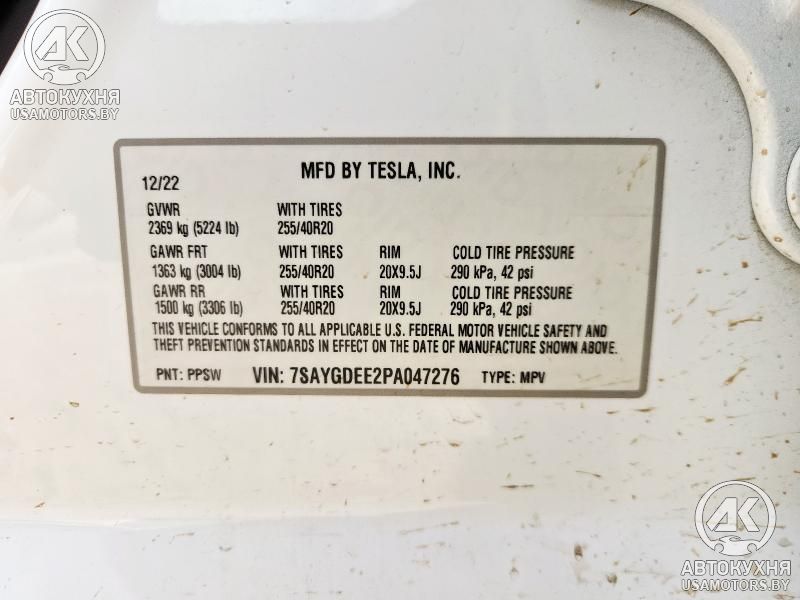 AK
АВТОКУХНЯ
USAMOTORS.BY
MFD BY TESLA, INC.
12/22
GVWR WITH TIRES
2369 kg (5224 lb) 255/40R20
GAWR FRT WITH TIRES RIM COLD TIRE PRESSURE
1363 kg (3004 lb) 255/40R20 20X9.5J 290 kPa, 42 psi
GAWR RR WITH TIRES RIM COLD TIRE PRESSURE
1500 kg (3306 lb) 255/40R20 20X9.5J 290 kPa, 42 psi
THIS VEHICLE CONFORMS TO ALL APPLICABLE U.S. FEDERAL MOTOR VEHICLE SAFETY AND
THEFT PREVENTION STANDARDS IN EFFECT ON THE DATE OF MANUFACTURE SHOWN ABOVE.
PNT: PPSW VIN: 7SAYGDEE2PA047276 TYPE: MPV
AK
АВТОКУХНЯ
USAMOTORS.BY